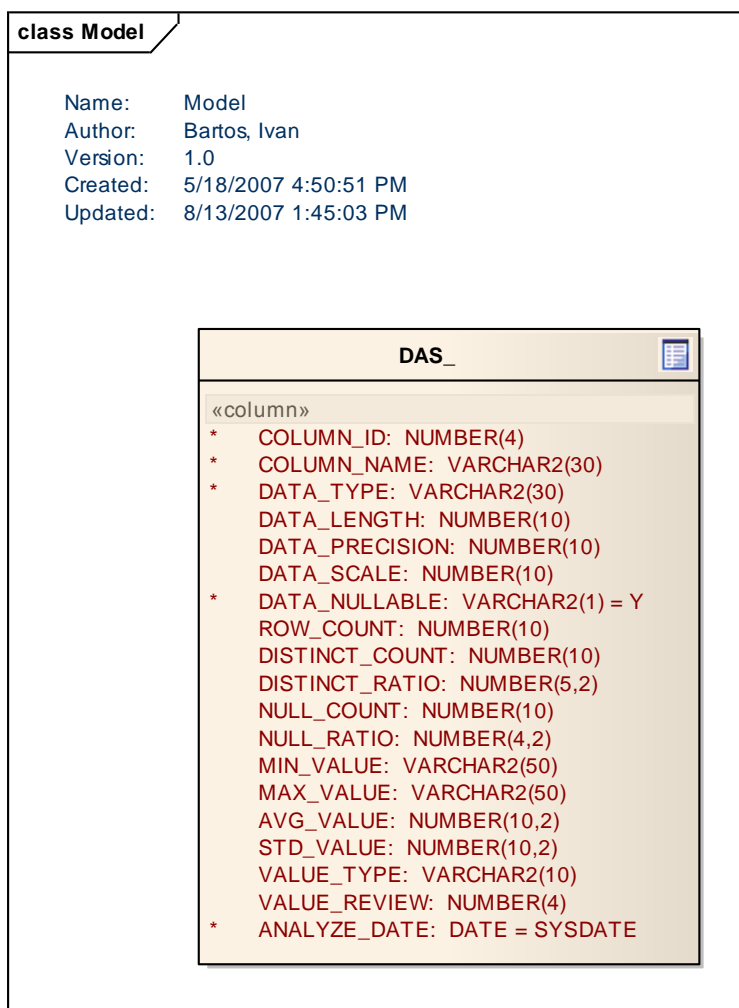 class Model
Name: Model
Author: Bartos, Ivan
Version: 1.0
Created: 5/18/2007 4:50:51 PM
Updated: 8/13/2007 1:45:03 PM
DAS_
«column»
* COLUMN_ID: NUMBER(4)
* COLUMN_NAME: VARCHAR2(30)
* DATA_TYPE: VARCHAR2(30)
DATA_LENGTH: NUMBER(10)
DATA_PRECISION: NUMBER(10)
DATA_SCALE: NUMBER(10)
* DATA_NULLABLE: VARCHAR2(1) = Y
ROW_COUNT: NUMBER(10)
DISTINCT_COUNT: NUMBER(10)
DISTINCT_RATIO: NUMBER(5,2)
NULL_COUNT: NUMBER(10)
NULL_RATIO: NUMBER(4,2)
MIN_VALUE: VARCHAR2(50)
MAX_VALUE: VARCHAR2(50)
AVG_VALUE: NUMBER(10,2)
STD_VALUE: NUMBER(10,2)
VALUE_TYPE: VARCHAR2(10)
VALUE_REVIEW: NUMBER(4)
* ANALYZE_DATE: DATE = SYSDATE